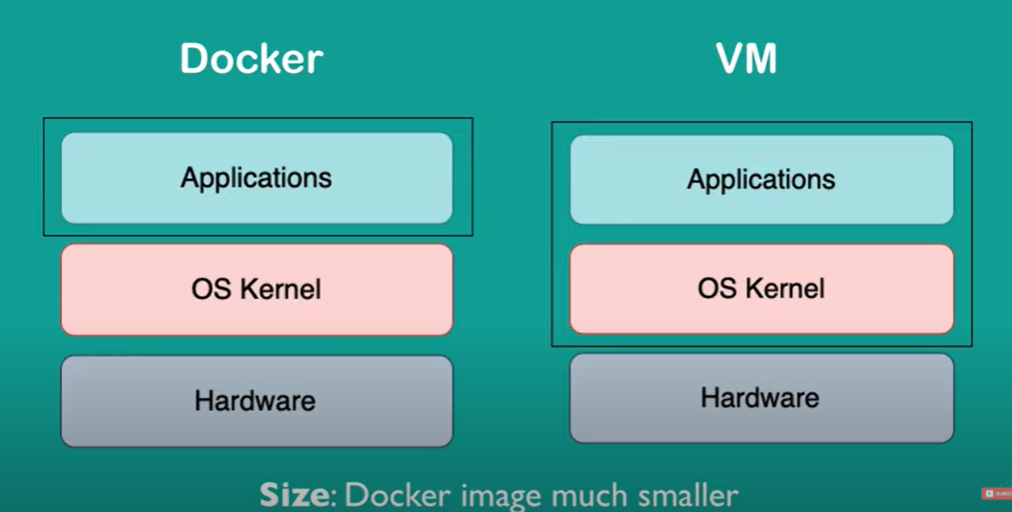 Docker
VM
Applications
Applications
OS Kernel
OS Kernel
Hardware
Hardware
Size: Docker image much smaller